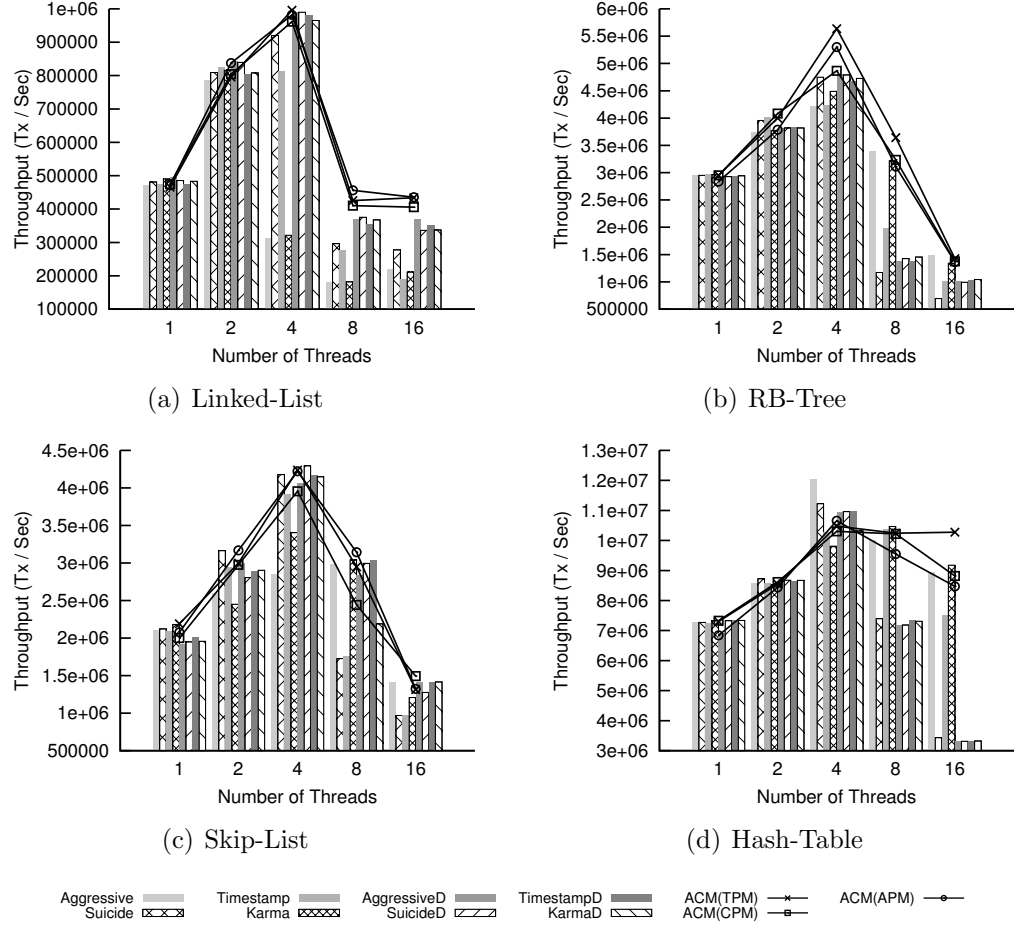 1e+06
900000
800000
700000
600000
500000
400000
300000
200000
100000
Throughput (Tx / Sec)
1 2 4 8 16
Number of Threads
(a) Linked-List
6e+06
5.5e+06
5e+06
4.5e+06
4e+06
3.5e+06
3e+06
2.5e+06
2e+06
1.5e+06
1e+06
500000
Throughput (Tx / Sec)
1 2 4 8 16
Number of Threads
(b) RB-Tree
4.5e+06
4e+06
3.5e+06
3e+06
2.5e+06
2e+06
1.5e+06
1e+06
500000
Throughput (Tx / Sec)
1 2 4 8 16
Number of Threads
(c) Skip-List
1.3e+07
1.2e+07
1.1e+07
1e+07
9e+06
8e+06
7e+06
6e+06
5e+06
4e+06
3e+06
Throughput (Tx / Sec)
1 2 4 8 16
Number of Threads
(d) Hash-Table
Aggressive Timestamp AggressiveD TimestampD ACM(TPM) ACM(APM)
Suicide Karma SuicideD KarmaD ACM(CPM)